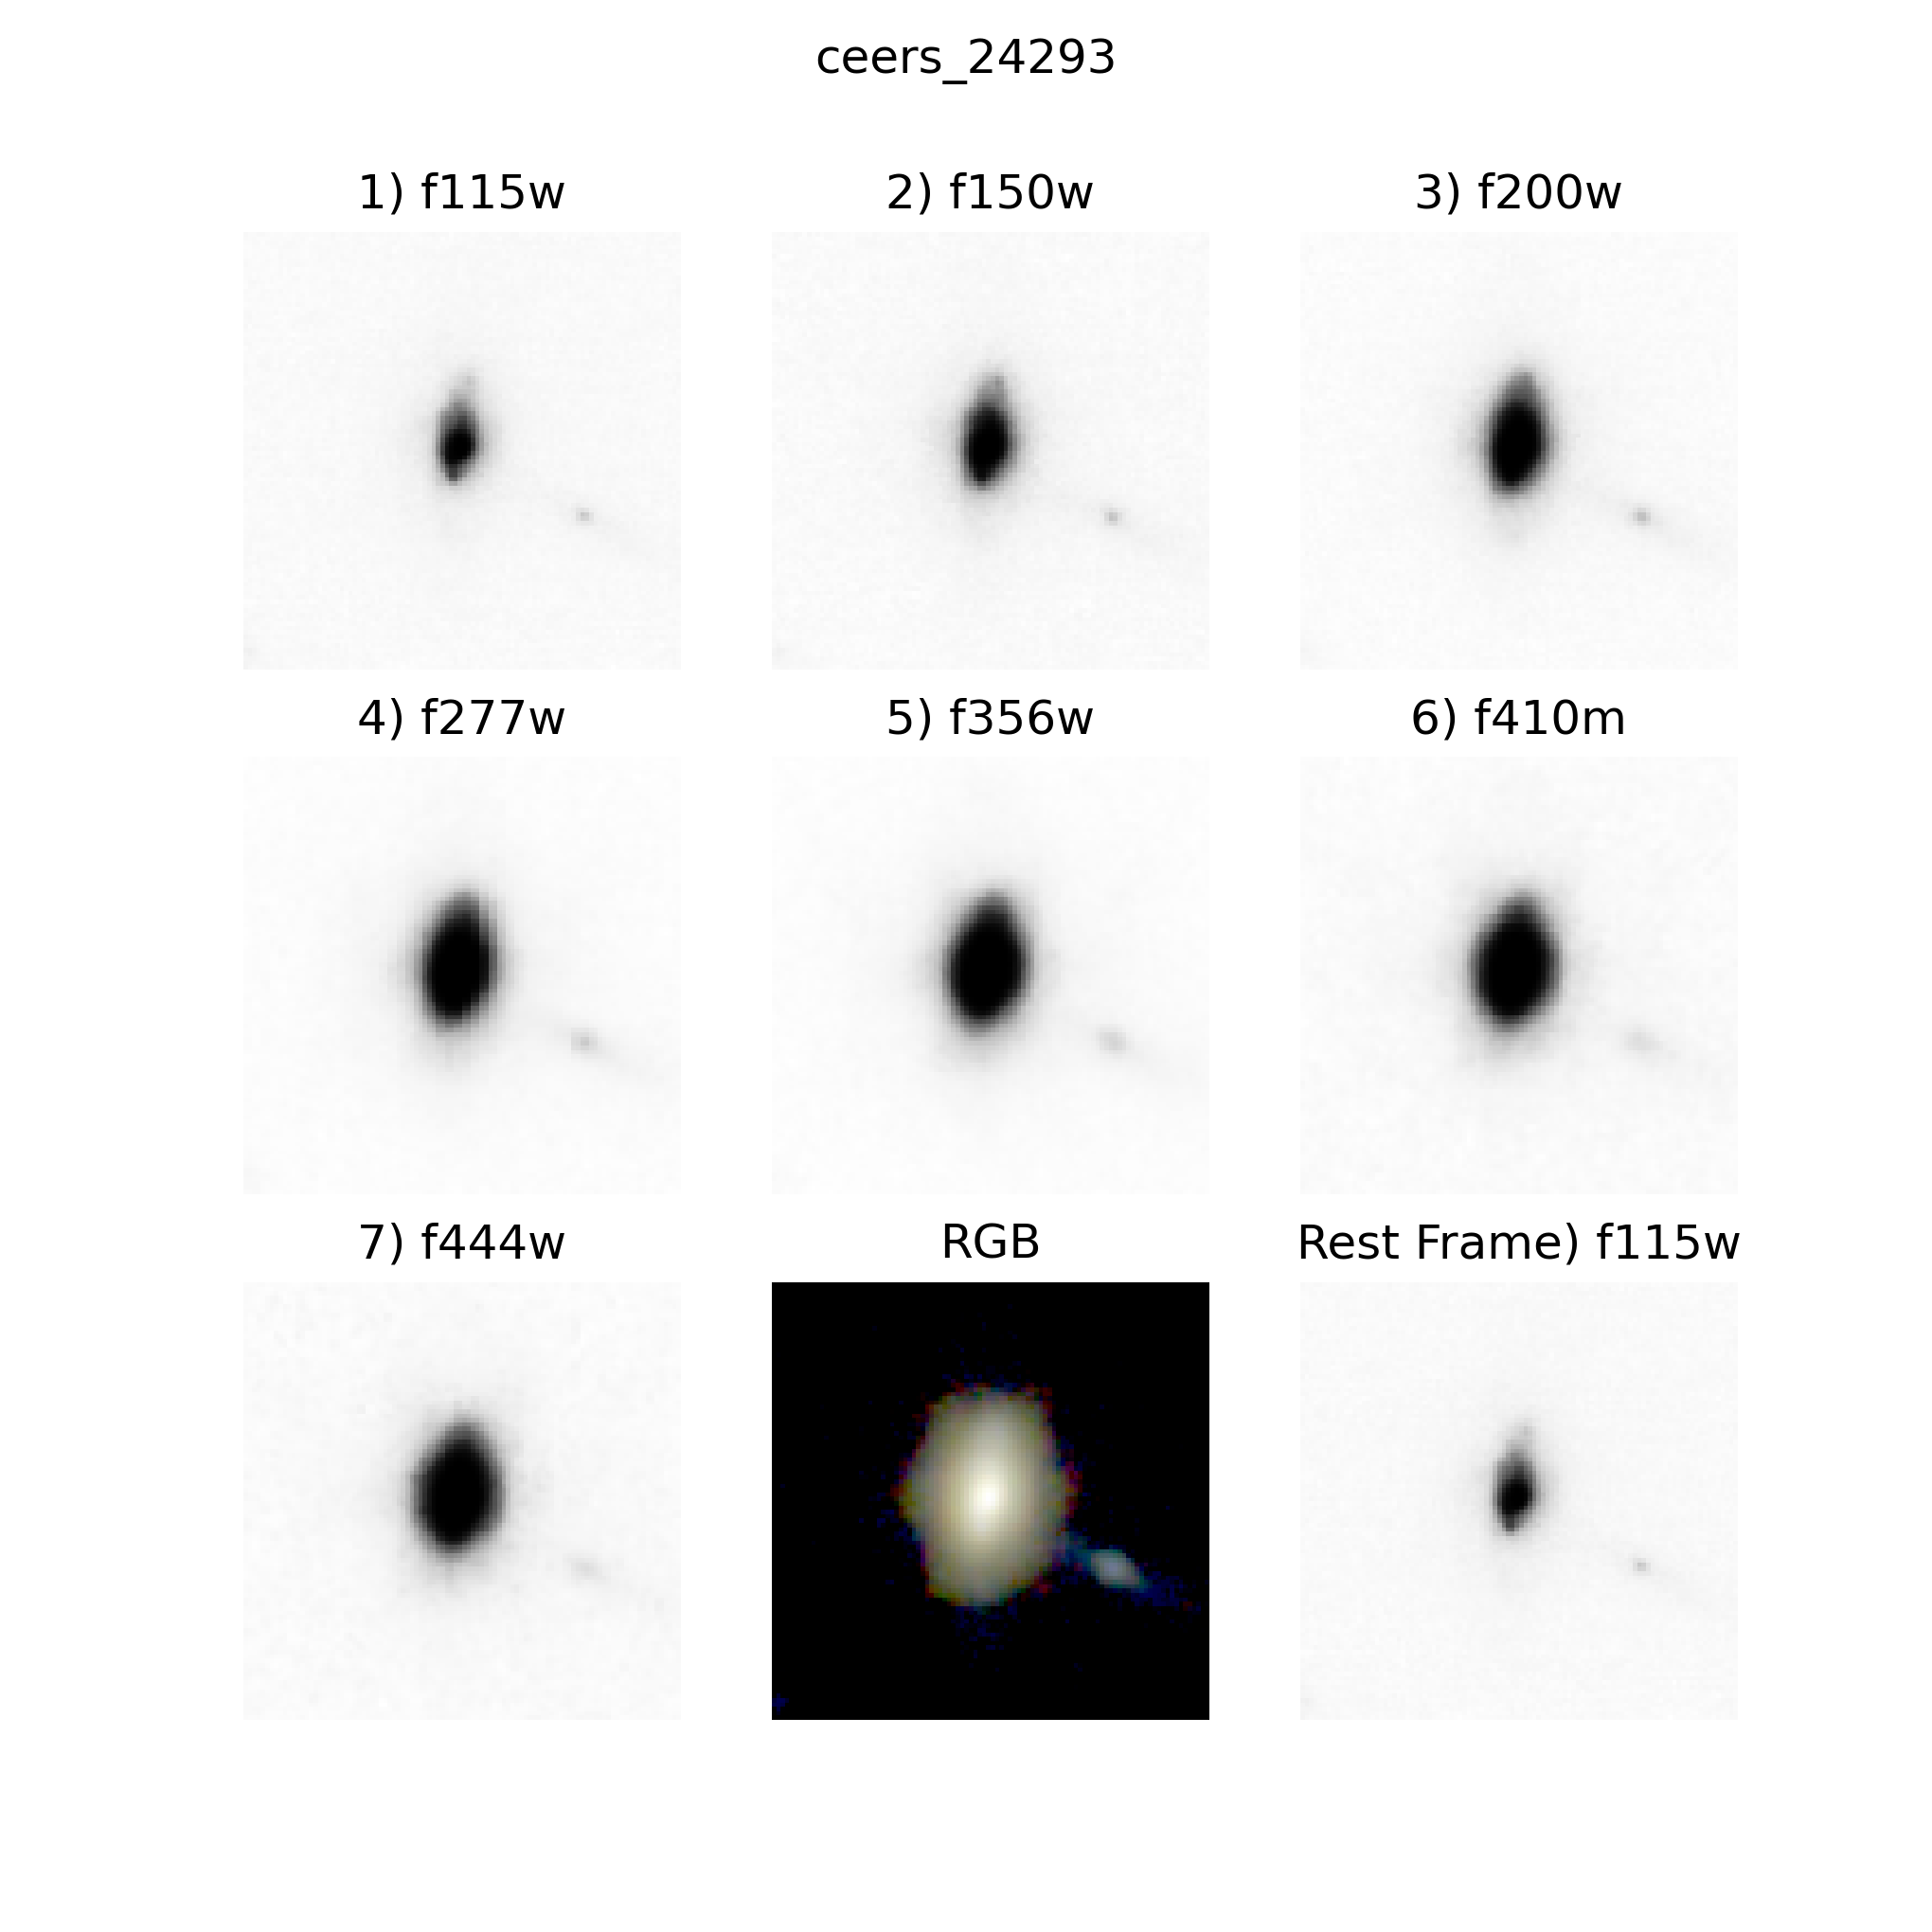 ceers_24293
1) f115w
2) f150w
3) f200w
4) f277w
5) f356w
6) f410m
7) f444w
RGB
Rest Frame) f115w